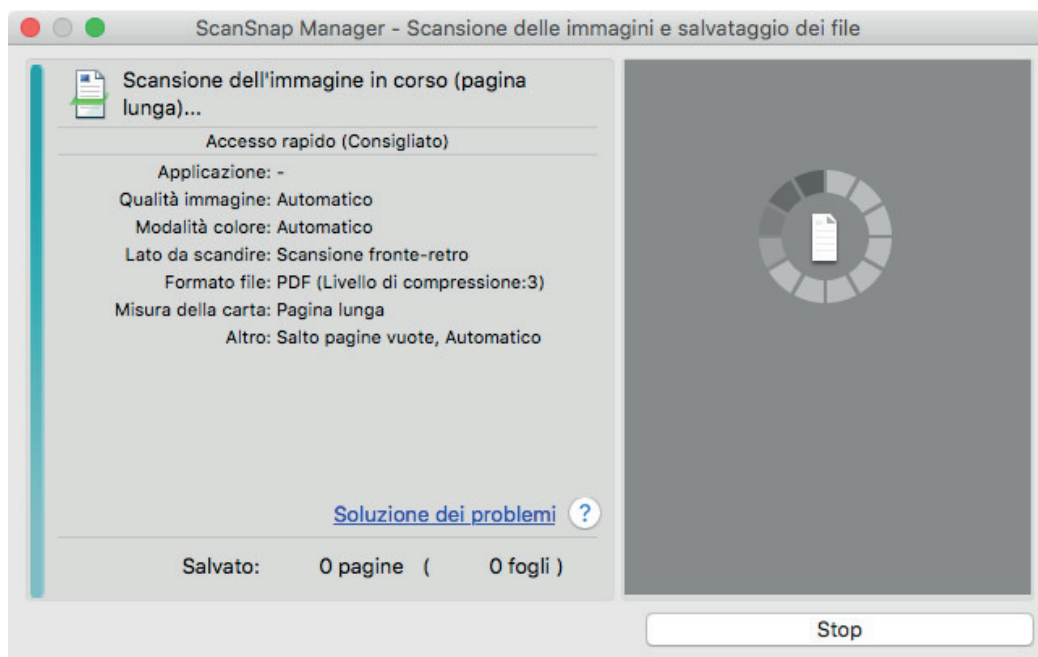 ScanSnap Manager - Scansione delle immagini e salvataggio dei file
Scansione dell'immagine in corso (pagina
lunga)...
Accesso rapido (Consigliato)
Applicazione: -
Qualità immagine: Automatico
Modalità colore: Automatico
Lato da scandire: Scansione fronte-retro
Formato file: PDF (Livello di compressione:3)
Misura della carta: Pagina lunga
Altro: Salto pagine vuote, Automatico
Soluzione dei problemi ?
Salvato: 0 pagine ( 0 fogli )
Stop